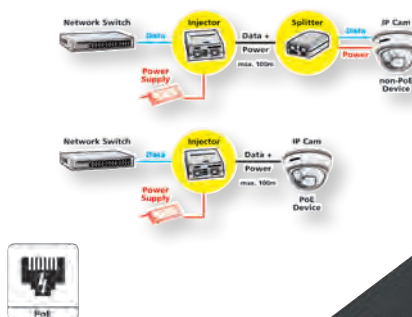 Network Switch
Injector
Splitter
IP Cam
Data
Data +
Power
max. 100m
Data
Power
Power
Supply
non-PoE
Device
Network Switch
Injector
IP Cam
Data
Data +
Power
max. 100m
Power
Supply
PoE
Device
PoE